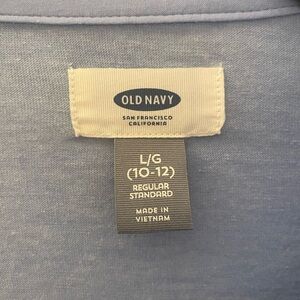 OLD NAVY
SAN FRANCISCO
CALIFORNIA
L/G
(10-12)
REGULAR
STANDARD
MADE IN
VIETNAM